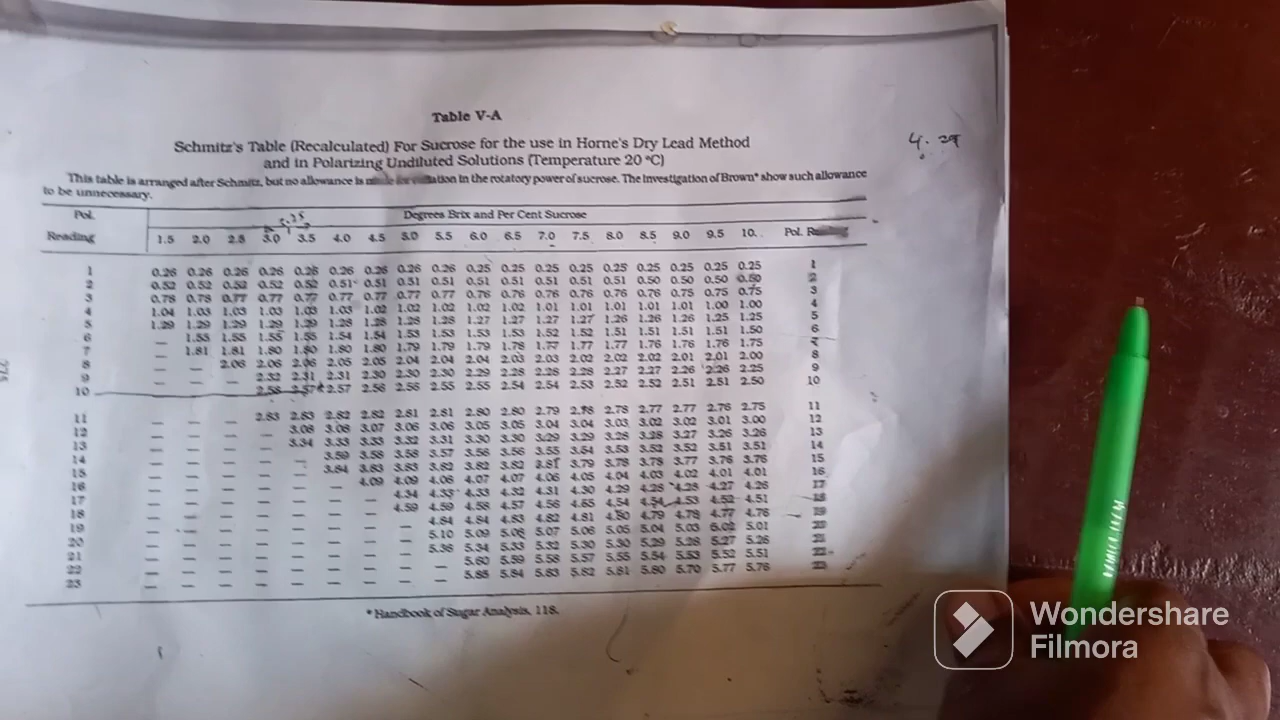 Table V-A
Schmitz's Table (Recalculated) For Sucrose for the use in Horne's Dry Lead Method
and in Polarizing Undiluted Solutions (Temperature 20 °C)
This table is arranged after Schmitz, but no allowance is made for in the rotatory power of sucrose. The investigation of Brown* show such allowance
to be unnecessary.
4.29
Pol. Degrees Brix and Per Cent Sucrose
Reading 1.5 2.0 2.5 3.0 3.5 4.0 4.5 5.0 5.5 6.0 6.5 7.0 7.5 8.0 8.5 9.0 9.5 10. Pol.
1 0.26 0.26 0.26 0.26 0.26 0.26 0.26 0.26 0.26 0.25 0.25 0.25 0.25 0.25 0.25 0.25 0.25 0.25 1
2 0.52 0.52 0.52 0.52 0.52 0.51 0.51 0.51 0.51 0.51 0.51 0.51 0.51 0.51 0.50 0.50 0.50 0.50 2
3 0.78 0.78 0.77 0.77 0.77 0.77 0.77 0.77 0.77 0.76 0.76 0.76 0.76 0.76 0.76 0.75 0.75 0.75 3
4 1.04 1.03 1.03 1.03 1.03 1.03 1.02 1.02 1.02 1.02 1.02 1.01 1.01 1.01 1.01 1.01 1.00 1.00 4
5 1.29 1.29 1.29 1.29 1.29 1.28 1.28 1.28 1.28 1.27 1.27 1.27 1.27 1.26 1.26 1.26 1.25 1.25 5
6 — 1.55 1.55 1.55 1.55 1.54 1.54 1.53 1.53 1.53 1.53 1.52 1.52 1.51 1.51 1.51 1.51 1.50 6
7 — 1.81 1.81 1.80 1.80 1.80 1.80 1.79 1.79 1.79 1.78 1.77 1.77 1.77 1.76 1.76 1.76 1.75
8 — — 2.06 2.06 2.06 2.05 2.05 2.04 2.04 2.04 2.03 2.03 2.02 2.02 2.02 2.01 2.01 2.00 8
9 — — — 2.32 2.31 2.31 2.30 2.30 2.30 2.29 2.28 2.28 2.28 2.27 2.27 2.26 2.26 2.25 9
10 2.58 2.57 2.57 2.56 2.56 2.55 2.55 2.54 2.54 2.53 2.52 2.52 2.51 2.51 2.50 10
11 — — — 2.83 2.83 2.82 2.82 2.81 2.81 2.80 2.80 2.79 2.78 2.78 2.77 2.77 2.76 2.75 11
12 — — — — 3.08 3.08 3.07 3.06 3.06 3.05 3.05 3.04 3.04 3.03 3.02 3.02 3.01 3.00 12
13 — — — — 3.34 3.33 3.33 3.32 3.31 3.30 3.30 3.29 3.29 3.28 3.28 3.27 3.26 3.26 13
14 — — — — — 3.59 3.58 3.58 3.57 3.56 3.56 3.55 3.54 3.53 3.52 3.52 3.51 3.51 14
15 — — — — — 3.84 3.83 3.83 3.82 3.82 3.82 3.79 3.78 3.78 3.77 3.76 3.76 15
16 — — — — — — 4.09 4.09 4.08 4.07 4.07 4.06 4.05 4.04 4.03 4.02 4.01 4.01 16
17 — — — — — — — 4.34 4.33 4.33 4.32 4.31 4.30 4.29 4.28 4.28 4.27 4.26 17
18 — — — — — — — 4.59 4.59 4.58 4.57 4.56 4.54 4.54 4.53 4.52 4.51 18
19 — — — — — — — — 4.84 4.84 4.83 4.82 4.81 4.80 4.79 4.78 4.77 4.76 19
20 — — — — — — — — 5.10 5.09 5.07 5.06 5.05 5.04 5.03 5.02 5.01 20
21 — — — — — — — — 5.36 5.34 5.33 5.32 5.30 5.30 5.29 5.28 5.27 5.26 21
22 — — — — — — — — — 5.60 5.59 5.58 5.57 5.55 5.54 5.53 5.52 5.51 22
23 — — — — — — — — — 5.85 5.84 5.83 5.82 5.81 5.80 5.70 5.77 5.76 23
* Handbook of Sugar Analysis, 118.
Wondershare
Filmora